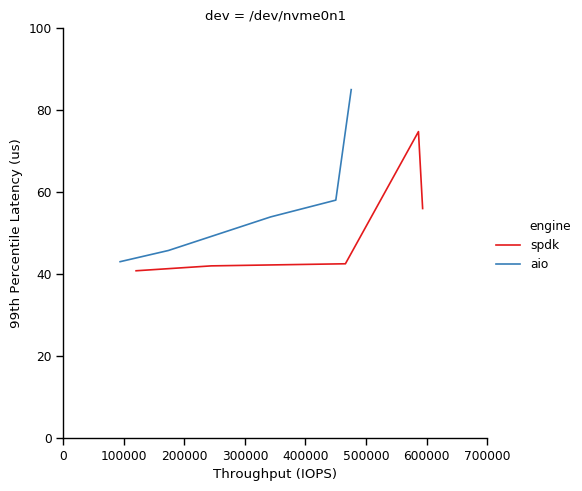 dev = /dev/nvme0n1
100
80
60
40
20
0
99th Percentile Latency (us)
0 100000 200000 300000 400000 500000 600000 700000
Throughput (IOPS)
engine
spdk
aio